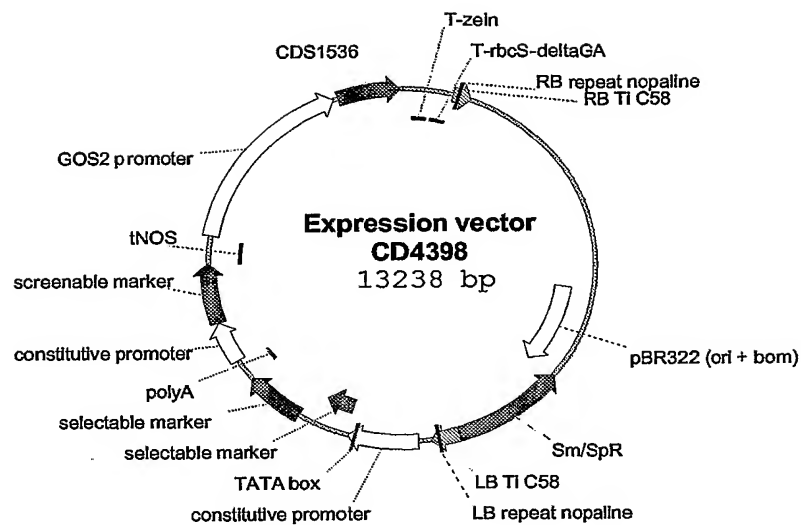 T-zein
CDS1536
T-rbcS-deltaGA
RB repeat nopaline
RB Ti C58
GOS2 promoter
Expression vector
CD4398
13238 bp
tNOS
screenable marker
constitutive promoter
pBR322 (ori + bom)
polyA
selectable marker
selectable marker
Sm/SpR
TATA box
LB Ti C58
constitutive promoter
LB repeat nopaline